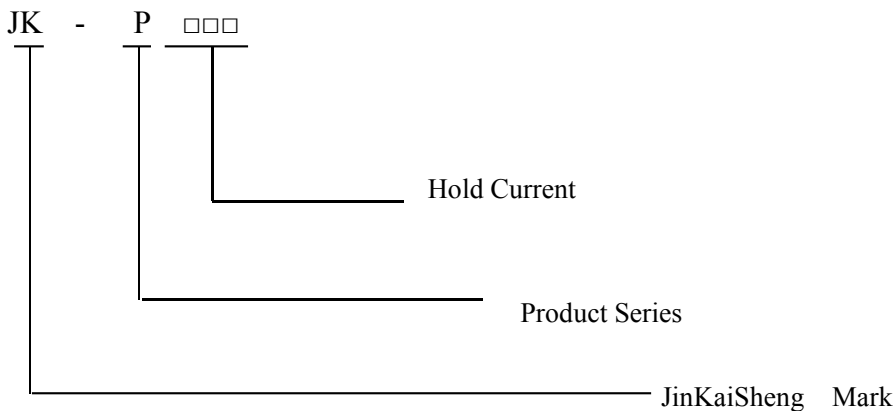 JK - P □□□
Hold Current
Product Series
JinKaiSheng Mark